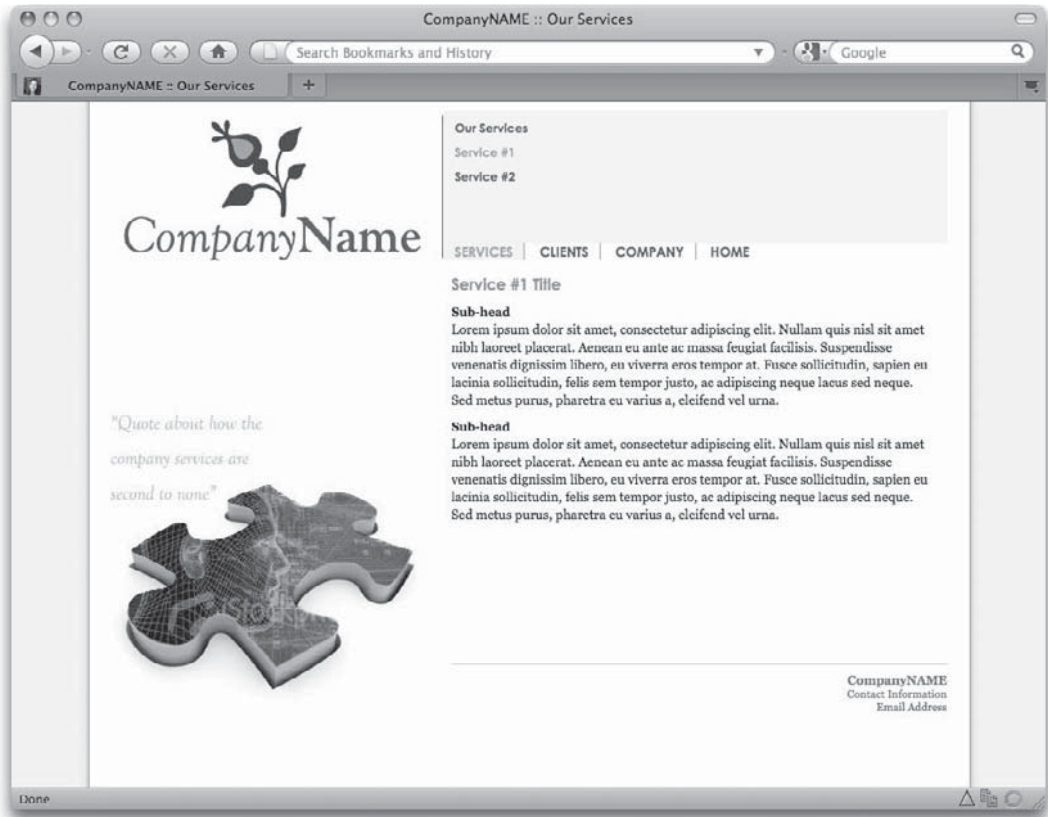 CompanyNAME :: Our Services
Search Bookmarks and History
Google
CompanyNAME :: Our Services
+
CompanyName
Our Services
Service #1
Service #2
SERVICES | CLIENTS | COMPANY | HOME
Service #1 Title
Sub-head
Lorem ipsum dolor sit amet, consectetur adipiscing elit. Nullam quis nisl sit amet
nibh laoreet placerat. Aenean eu ante ac massa feugiat facilisis. Suspendisse
venenatis dignissim libero, eu viverra eros tempor at. Fusce sollicitudin, sapien eu
lacinia sollicitudin, felis sem tempor justo, ac adipiscing neque lacus sed neque.
Sed metus purus, pharetra eu varius a, eleifend vel urna.
Sub-head
Lorem ipsum dolor sit amet, consectetur adipiscing elit. Nullam quis nisl sit amet
nibh laoreet placerat. Aenean eu ante ac massa feugiat facilisis. Suspendisse
venenatis dignissim libero, eu viverra eros tempor at. Fusce sollicitudin, sapien eu
lacinia sollicitudin, felis sem tempor justo, ac adipiscing neque lacus sed neque.
Sed metus purus, pharetra eu varius a, eleifend vel urna.
"Quote about how the
company services are
second to none"
CompanyNAME
Contact Information
Email Address
Done